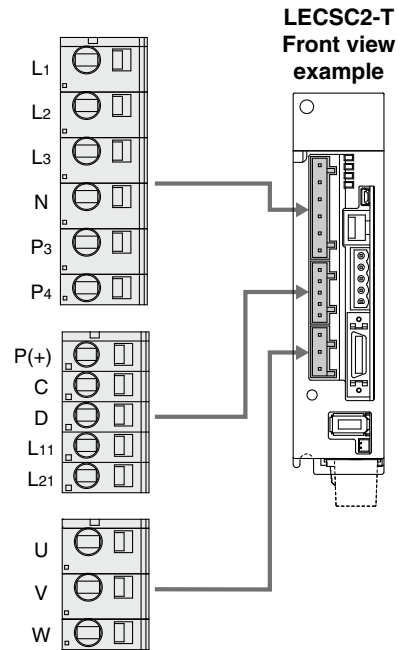 LECSC2-T
Front view
example
L1
L2
L3
N
P3
P4
P(+)
C
D
L11
L21
U
V
W